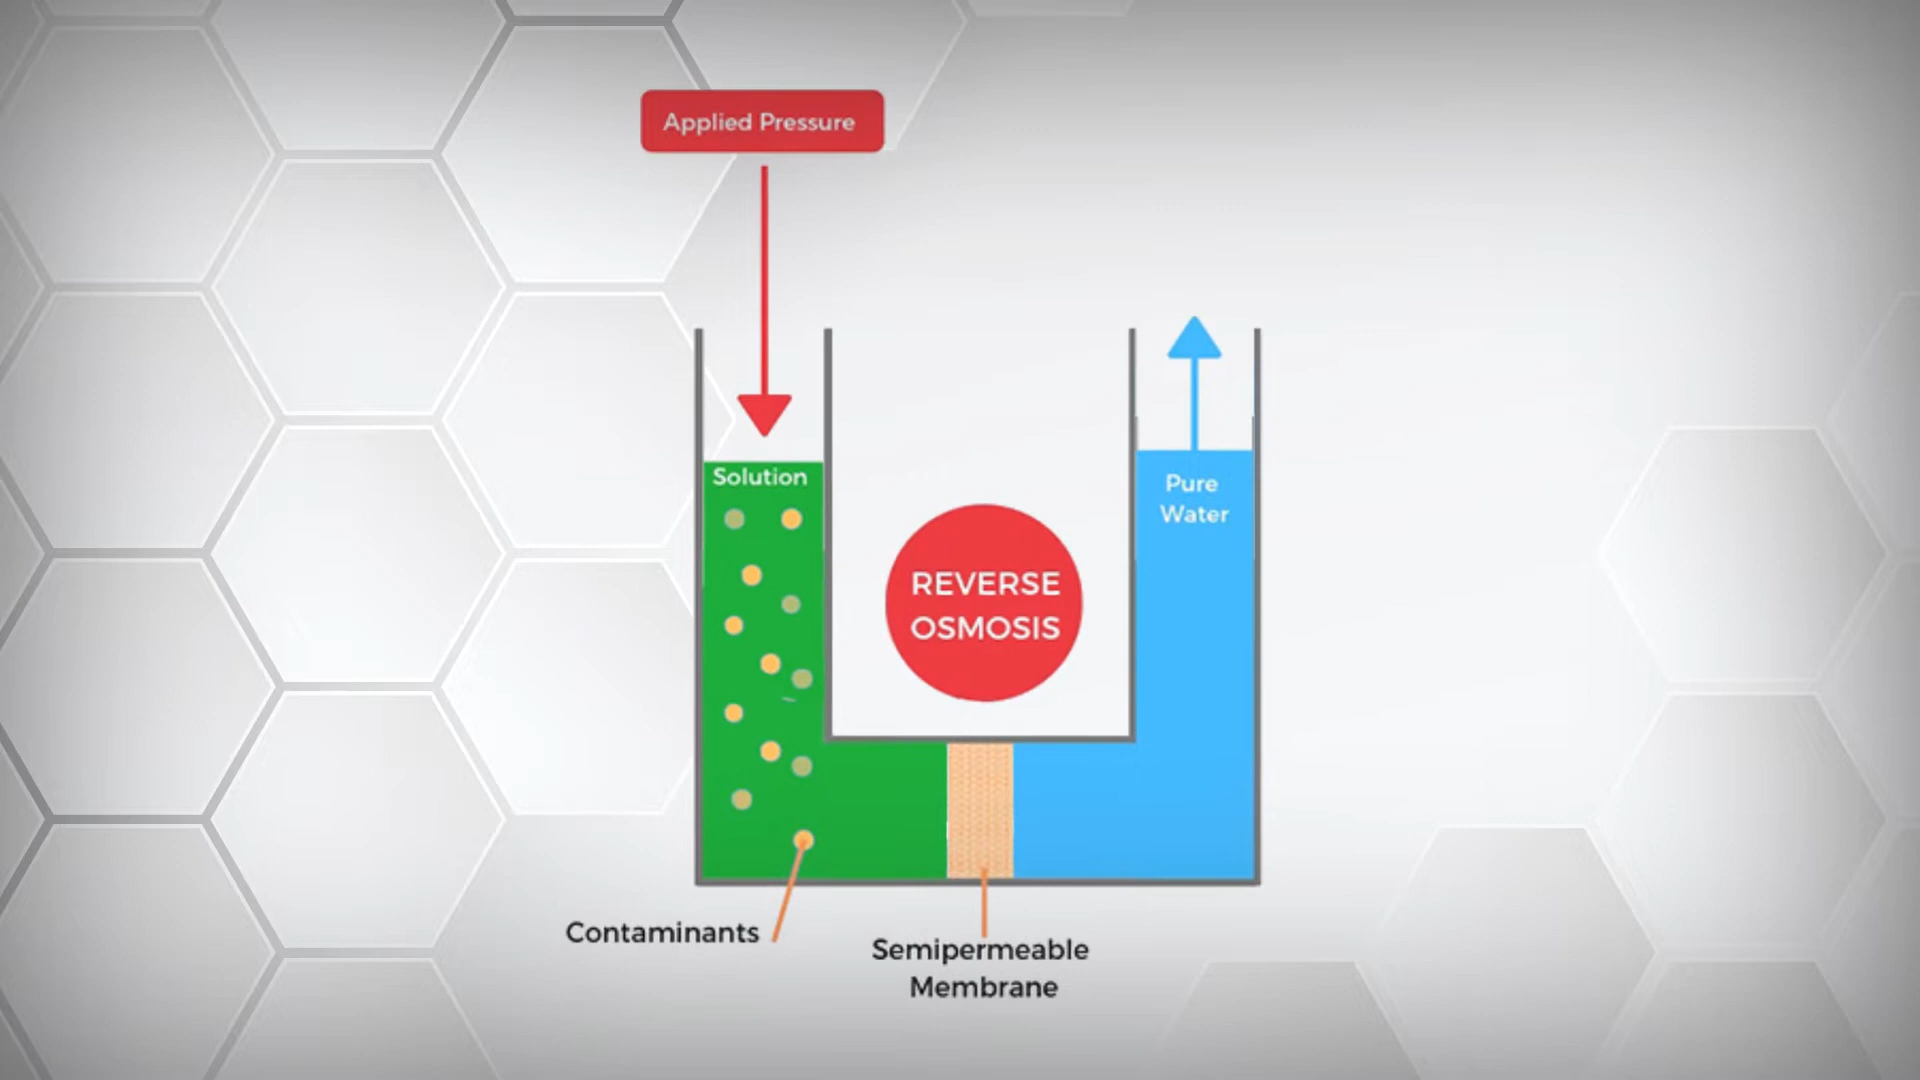 Applied Pressure
Solution
Pure
Water
REVERSE
OSMOSIS
Contaminants
Semipermeable
Membrane